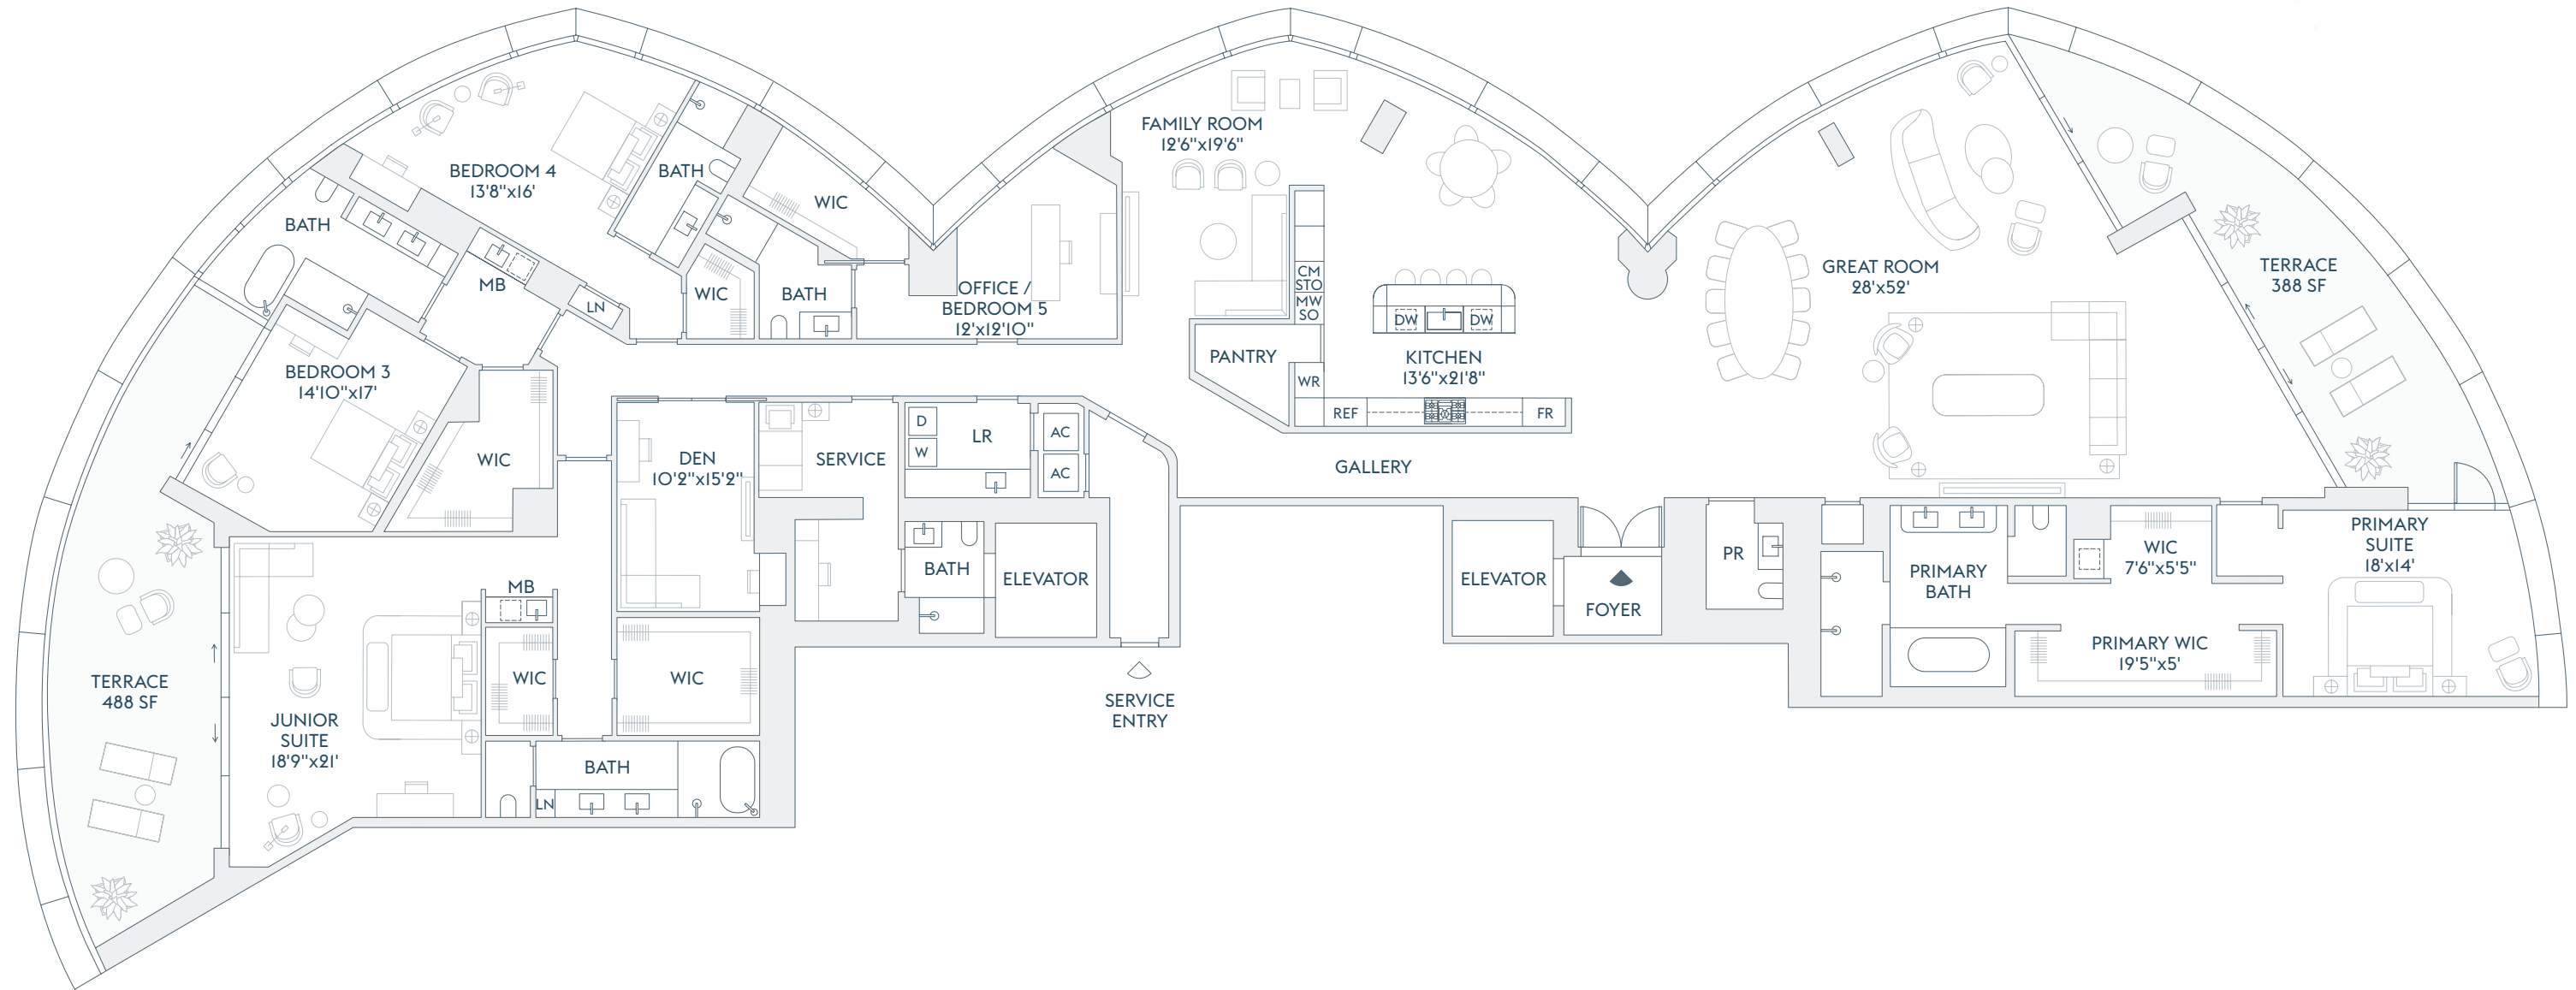 FAMILY ROOM
12'6"x19'6"
BEDROOM 4
13'8"x16'
BATH
WIC
BATH
MB
LN
WIC
BATH
OFFICE /
BEDROOM 5
12'x12'10"
CM
STO
MW
SO
DW
DW
GREAT ROOM
28'x52'
TERRACE
388 SF
BEDROOM 3
14'10"x17'
PANTRY
WR
KITCHEN
13'6"x21'8"
REF
FR
WIC
DEN
10'2"x15'2"
SERVICE
D
W
LR
AC
AC
GALLERY
MB
BATH
ELEVATOR
ELEVATOR
FOYER
PR
PRIMARY
BATH
WIC
7'6"x5'5"
PRIMARY
SUITE
18'x14'
PRIMARY WIC
19'5"x5'
TERRACE
488 SF
JUNIOR
SUITE
18'9"x21'
WIC
WIC
SERVICE
ENTRY
BATH
LN